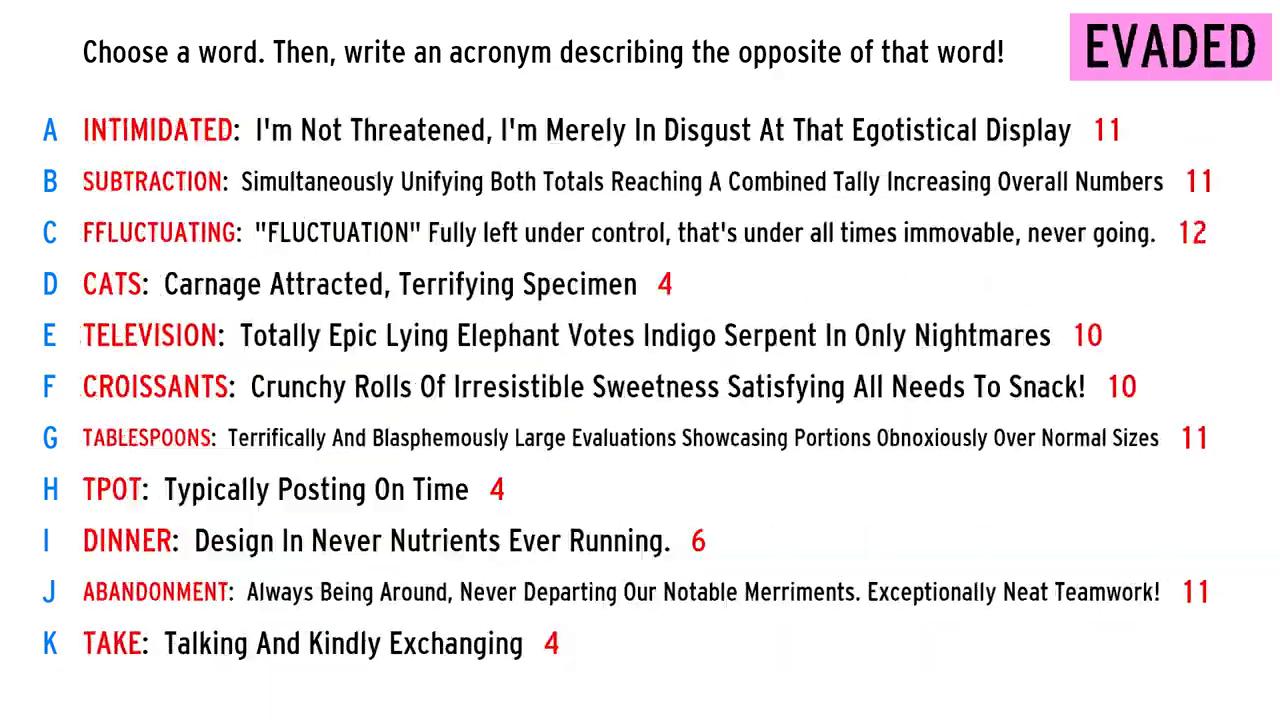 Choose a word. Then, write an acronym describing the opposite of that word!
EVADED
A INTIMIDATED: I'm Not Threatened, I'm Merely In Disgust At That Egotistical Display 11
B SUBTRACTION: Simultaneously Unifying Both Totals Reaching A Combined Tally Increasing Overall Numbers 11
C FFLUCTUATING: "FLUCTUATION" Fully left under control, that's under all times immovable, never going. 12
D CATS: Carnage Attracted, Terrifying Specimen 4
E TELEVISION: Totally Epic Lying Elephant Votes Indigo Serpent In Only Nightmares 10
F CROISSANTS: Crunchy Rolls Of Irresistible Sweetness Satisfying All Needs To Snack! 10
G TABLESPOONS: Terrifically And Blasphemously Large Evaluations Showcasing Portions Obnoxiously Over Normal Sizes 11
H TPOT: Typically Posting On Time 4
I DINNER: Design In Never Nutrients Ever Running. 6
J ABANDONMENT: Always Being Around, Never Departing Our Notable Merriments. Exceptionally Neat Teamwork! 11
K TAKE: Talking And Kindly Exchanging 4